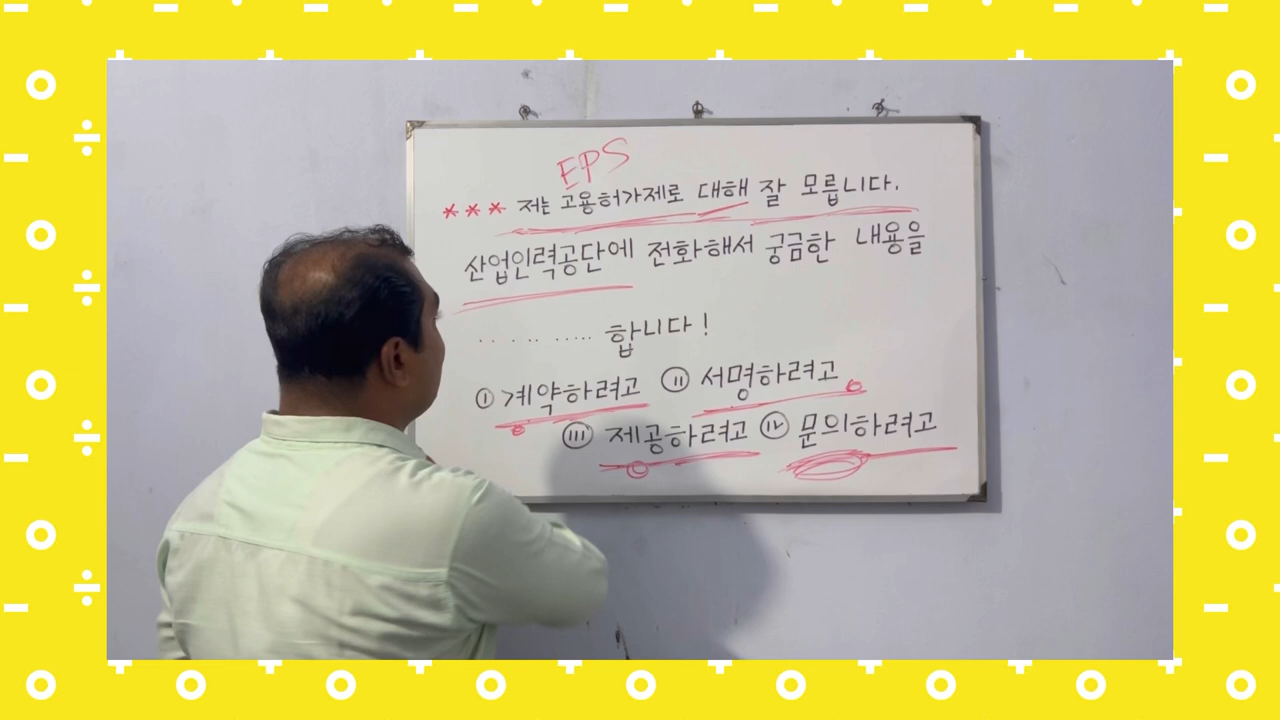 EPS
*** 저는 고용허가제로 대해 잘 모릅니다.
산업인력공단에 전화해서 궁금한 내용을
.. . .. ..... 합니다!
① 계약하려고 ⑪ 서명하려고
⑪ 제공하려고 Ⓘⓥ 문의하려고